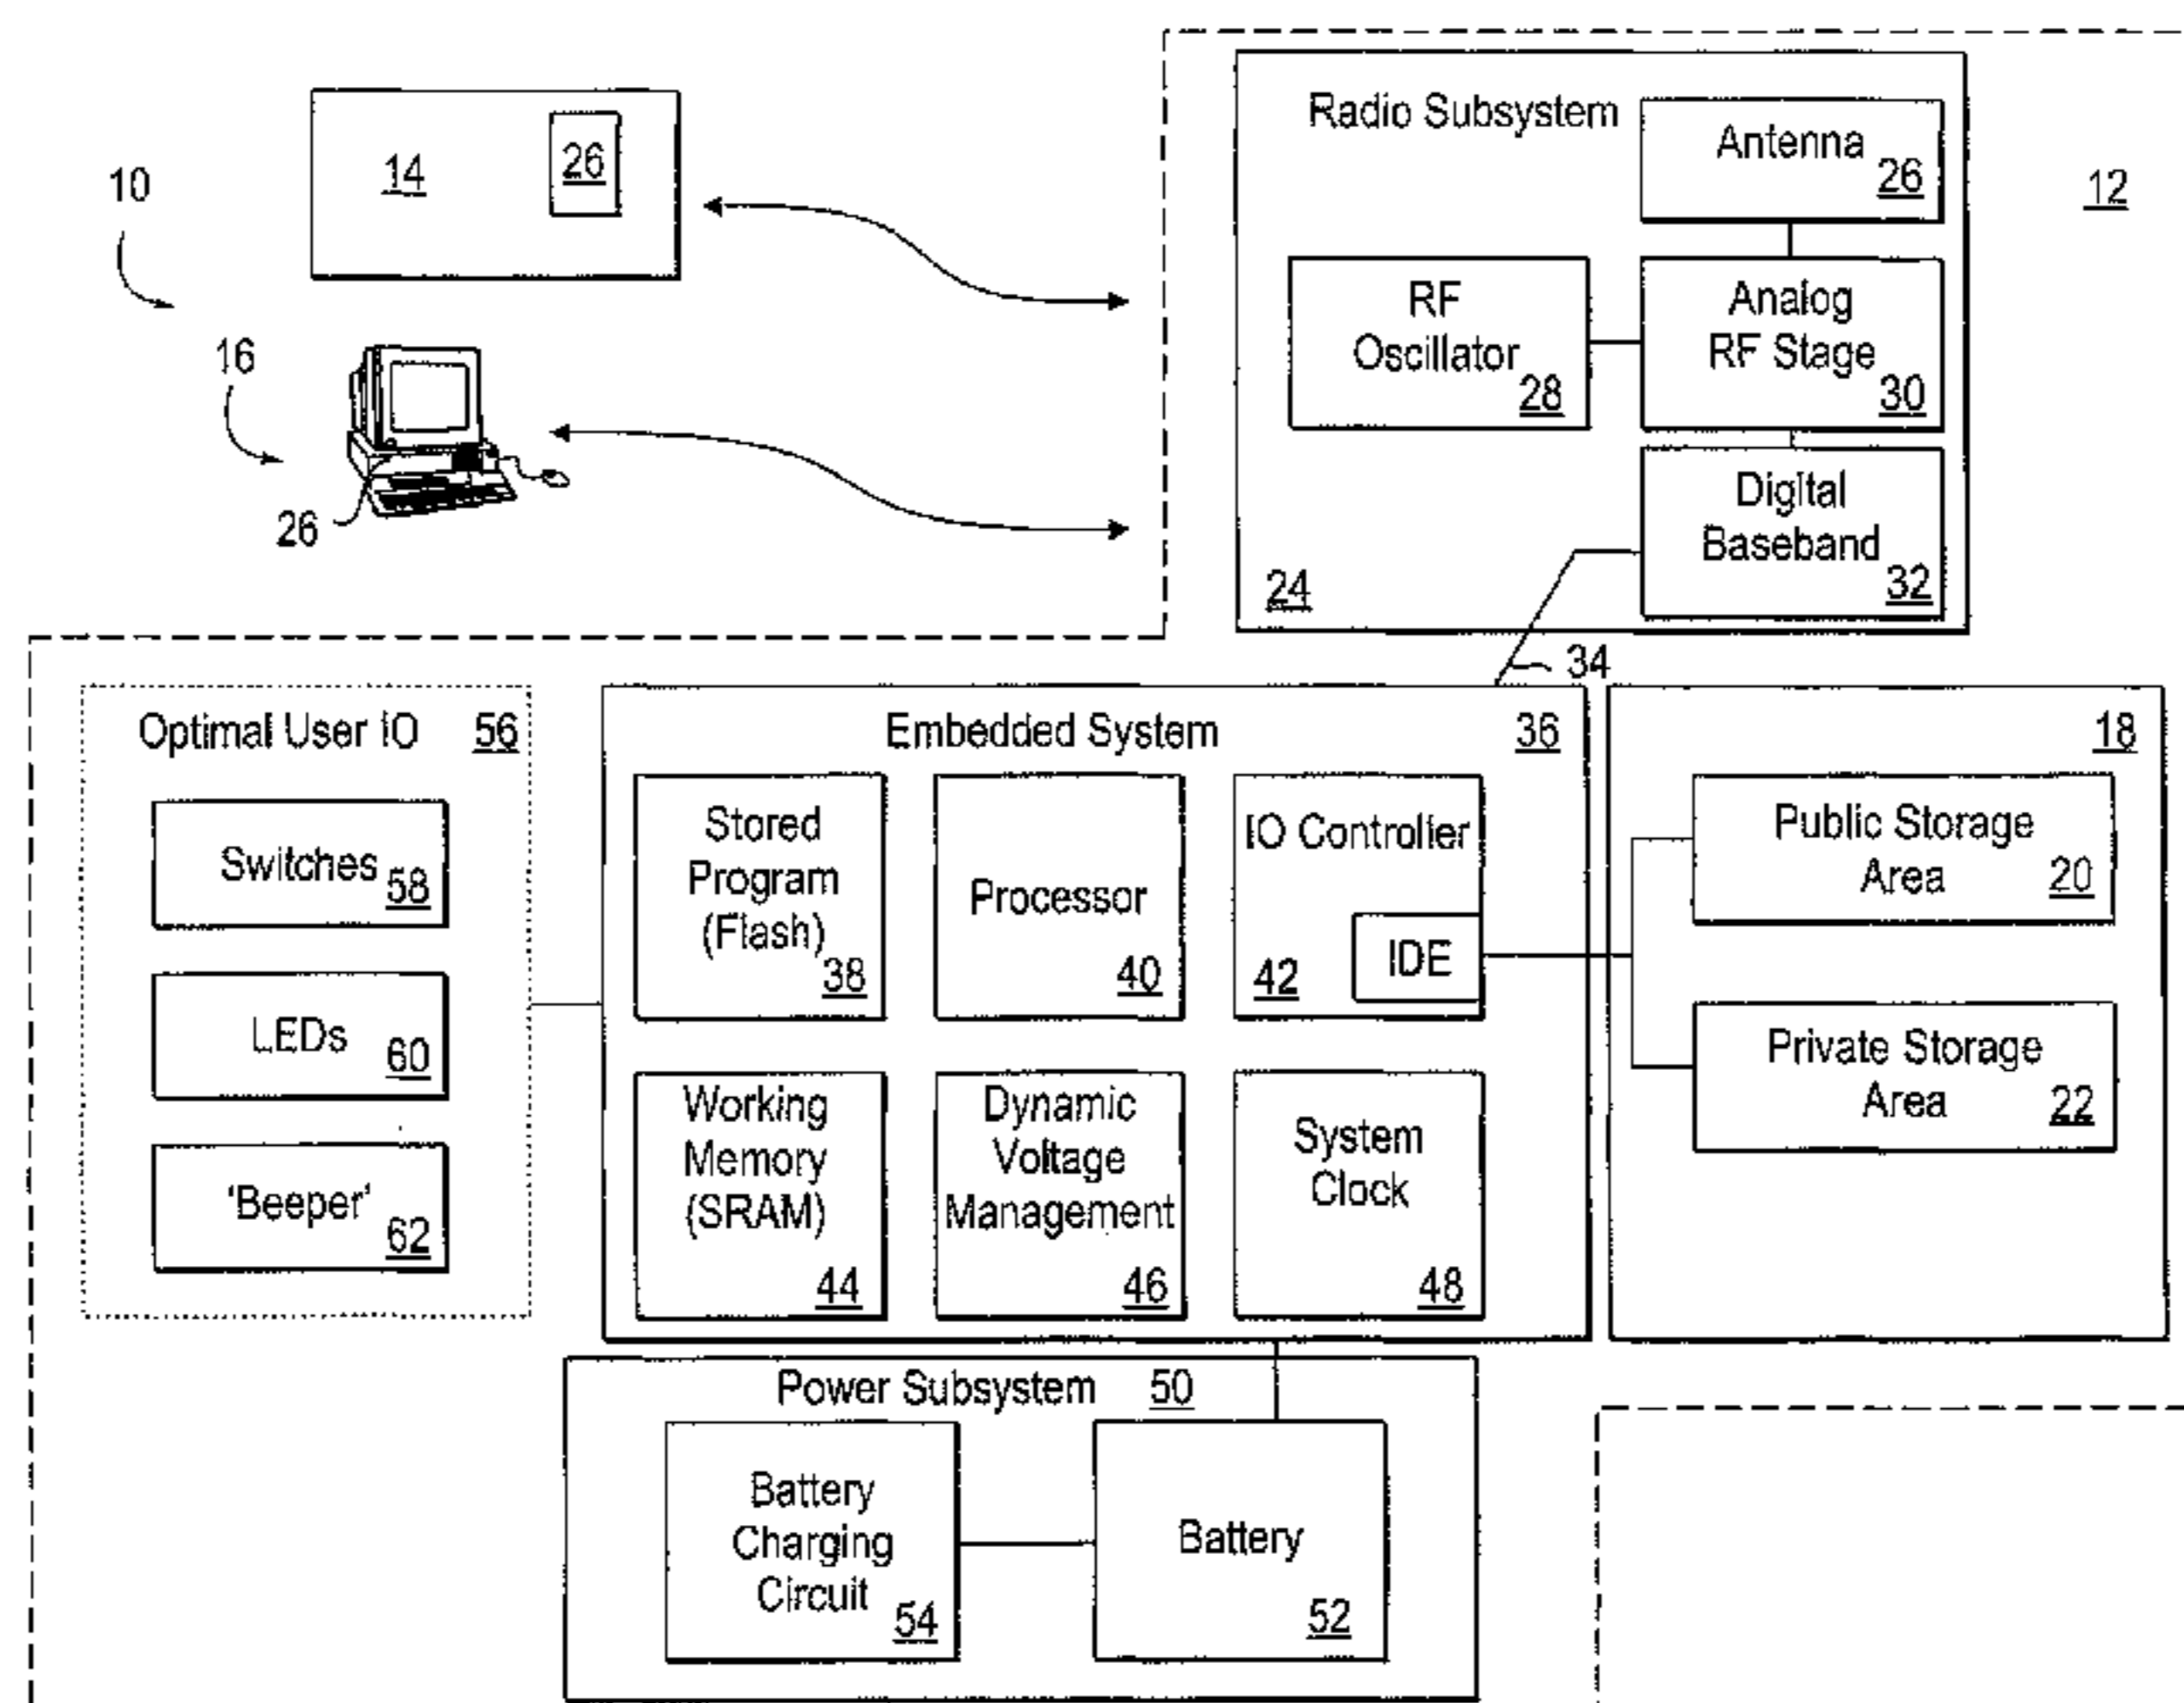 10
14
26
16
26
12
Radio Subsystem
Antenna
26
RF
Oscillator
28
Analog
RF Stage
30
Digital
Baseband
32
24
34
Optimal User IO
56
Switches
58
LEDs
60
'Beeper'
62
Embedded System
36
Stored
Program
(Flash)
38
Processor
40
IO Controller
IDE
42
Working
Memory
(SRAM)
44
Dynamic
Voltage
Management
46
System
Clock
48
18
Public Storage
Area
20
Private Storage
Area
22
Power Subsystem
50
Battery
Charging
Circuit
54
Battery
52